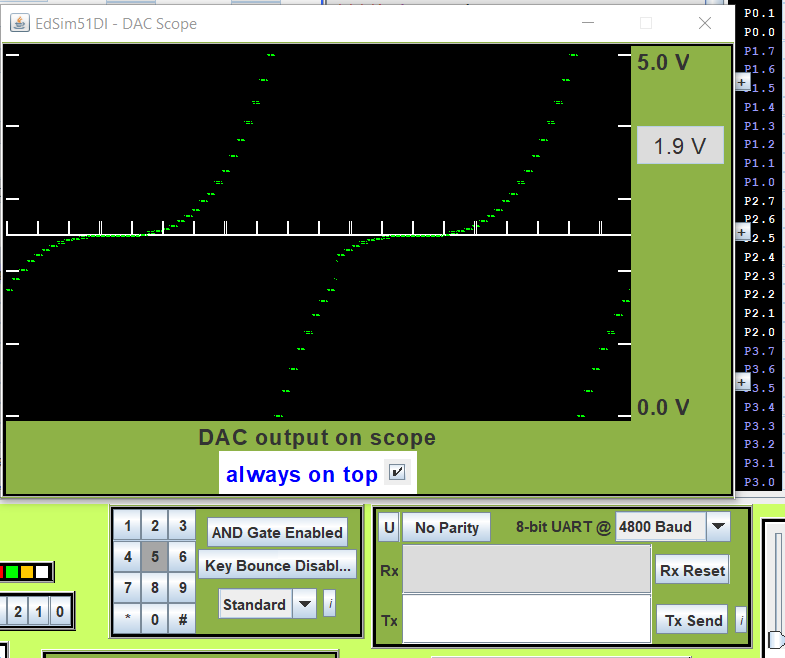 EdSim51DI - DAC Scope
5.0 V
1.9 V
0.0 V
DAC output on scope
always on top
P0.1
P0.0
P1.7
P1.6
+
1.5
P1.4
P1.3
P1.2
P1.1
P1.0
P2.7
P2.6
+
2.5
P2.4
P2.3
P2.2
P2.1
P2.0
P3.7
P3.6
+
3.5
P3.4
P3.3
P3.2
P3.1
P3.0
2 1 0
1 2 3
4 5 6
7 8 9
* 0 #
AND Gate Enabled
Key Bounce Disabl...
Standard i
U No Parity 8-bit UART @ 4800 Baud
Rx Rx Reset
Tx Tx Send i